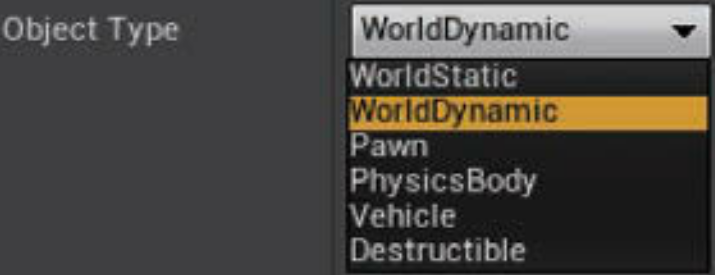 Object Type WorldDynamic
WorldStatic
WorldDynamic
Pawn
PhysicsBody
Vehicle
Destructible